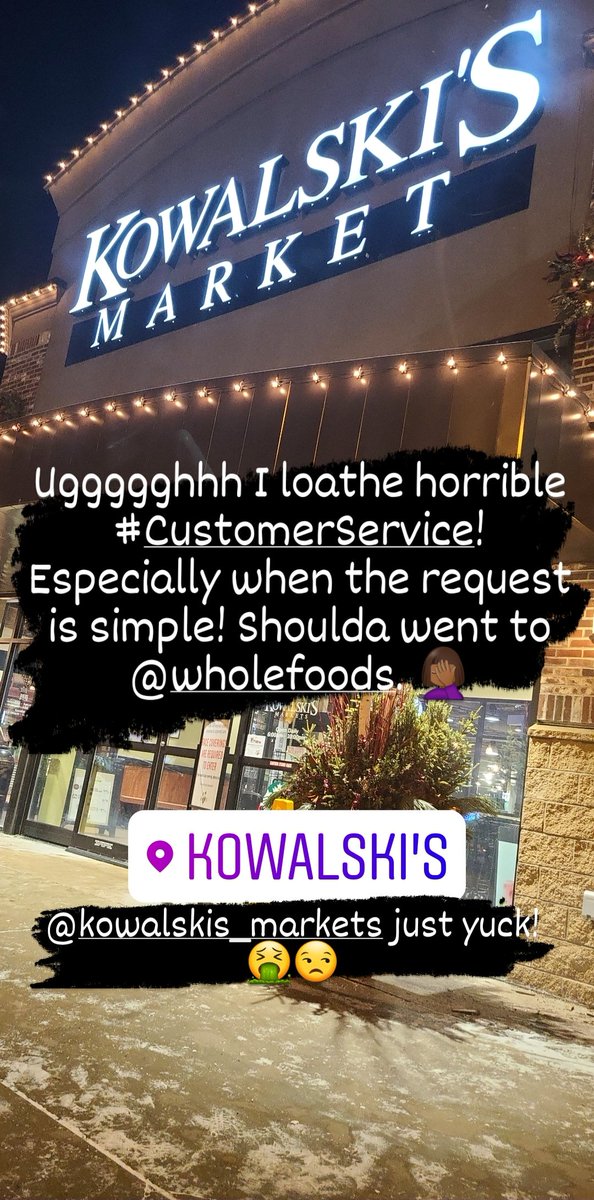 KOWALSKI'S
MARKET
Uggggghhh I loathe horrible
#CustomerService!
Especially when the request
is simple! Shoulda went to
@wholefoods. 🤦🏾‍♀️
KOWALSKI'S
@kowalskis_markets just yuck!
🤮😒